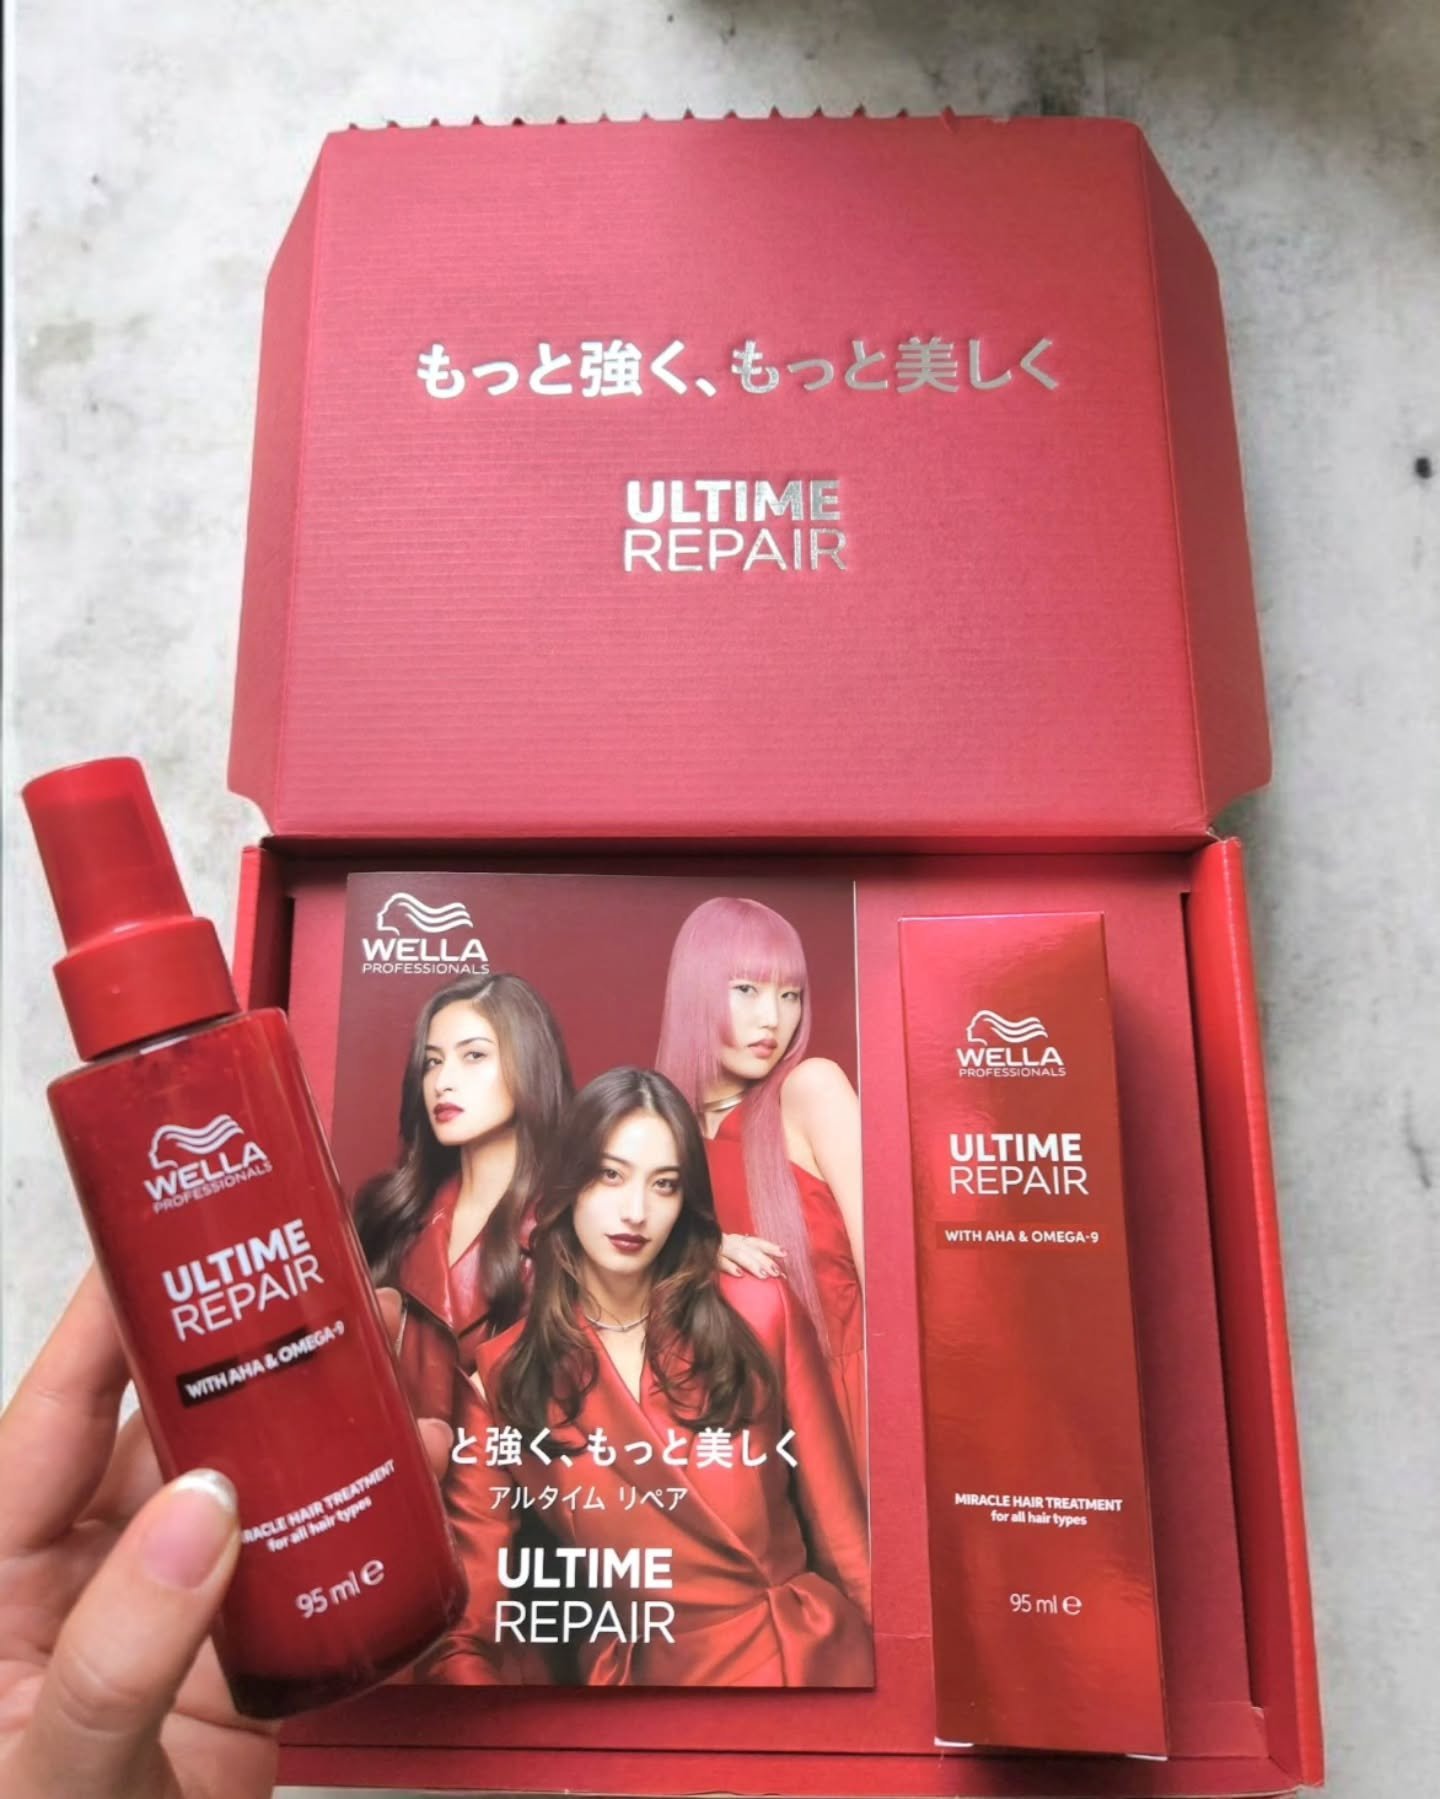 もっと強く、もっと美しく
ULTIME
REPAIR
WELLA
PROFESSIONALS
と強く、もっと美しく
アルタイム リペア
ULTIME
REPAIR
WELLA
PROFESSIONALS
ULTIME
REPAIR
WITH AHA & OMEGA-9
MIRACLE HAIR TREATMENT
for all hair types
95 ml e
WELLA
PROFESSIONALS
ULTIME
REPAIR
WITH AHA & OMEGA-9
RACLE HAIR TREATMENT
for all hair types
95 ml e